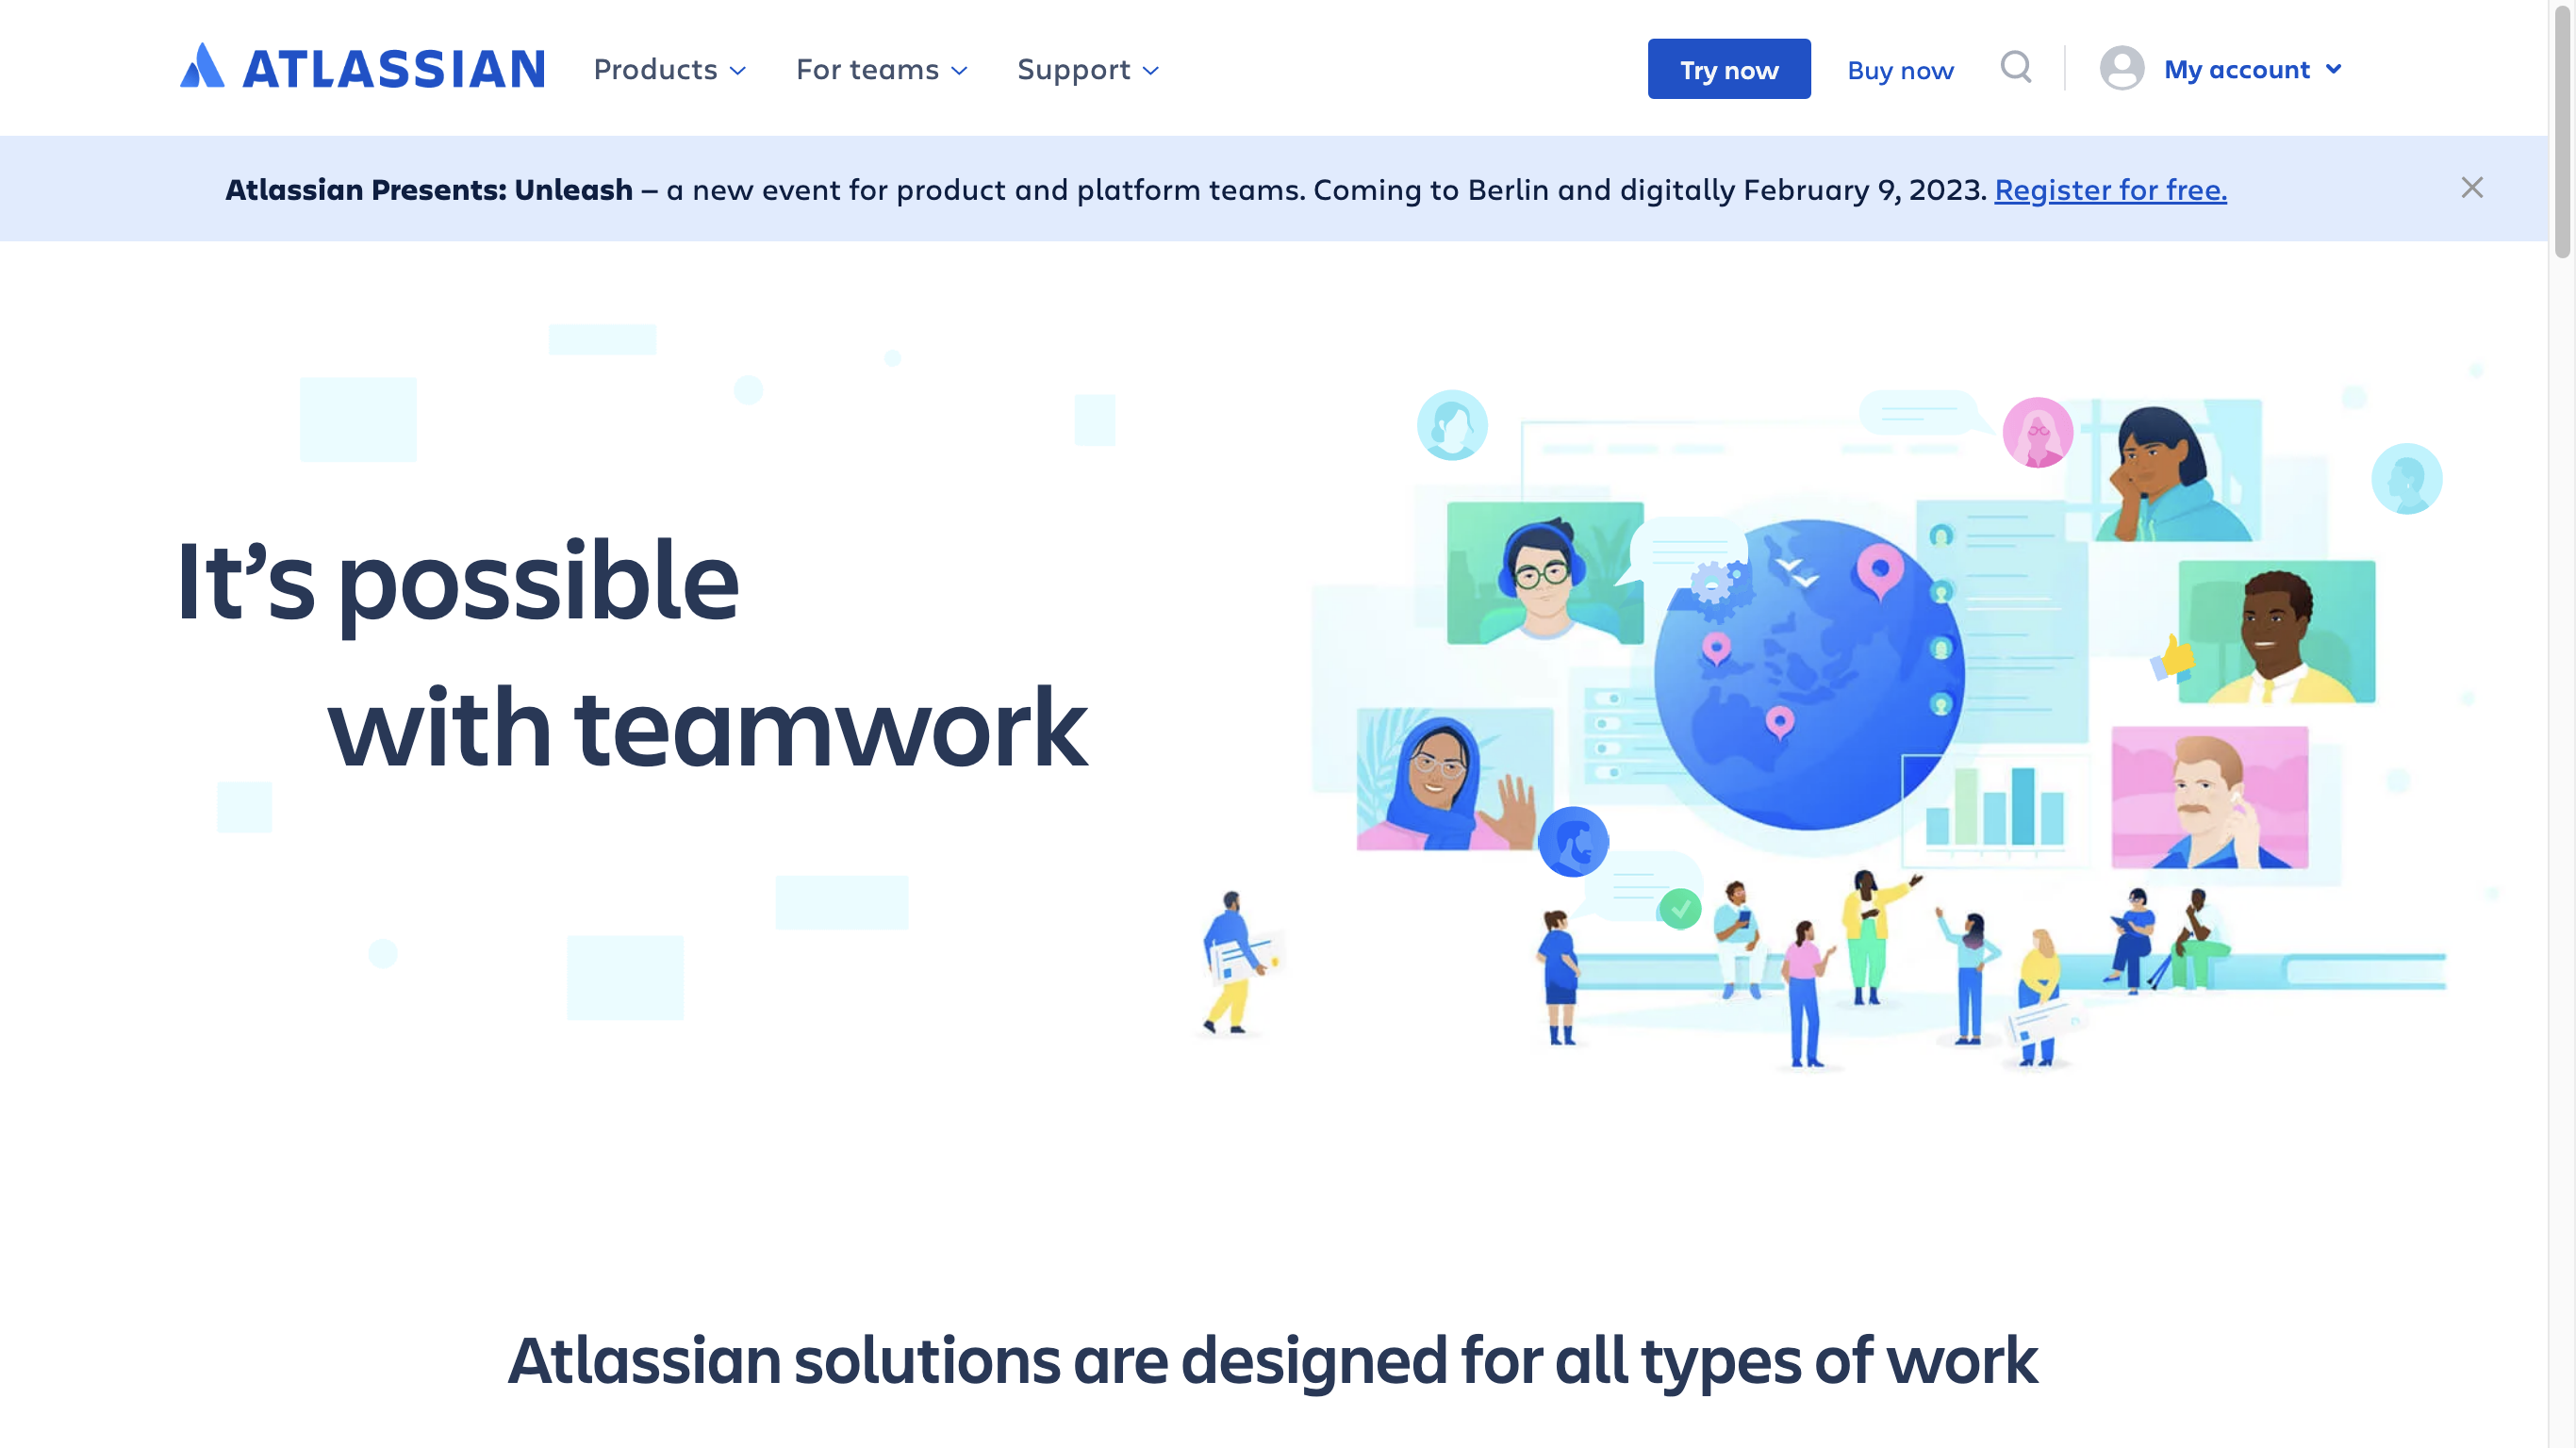 ATLASSIAN
Products
For teams
Support
Try now
Buy now
My account
Atlassian Presents: Unleash – a new event for product and platform teams. Coming to Berlin and digitally February 9, 2023. Register for free.
It’s possible
with teamwork
Atlassian solutions are designed for all types of work